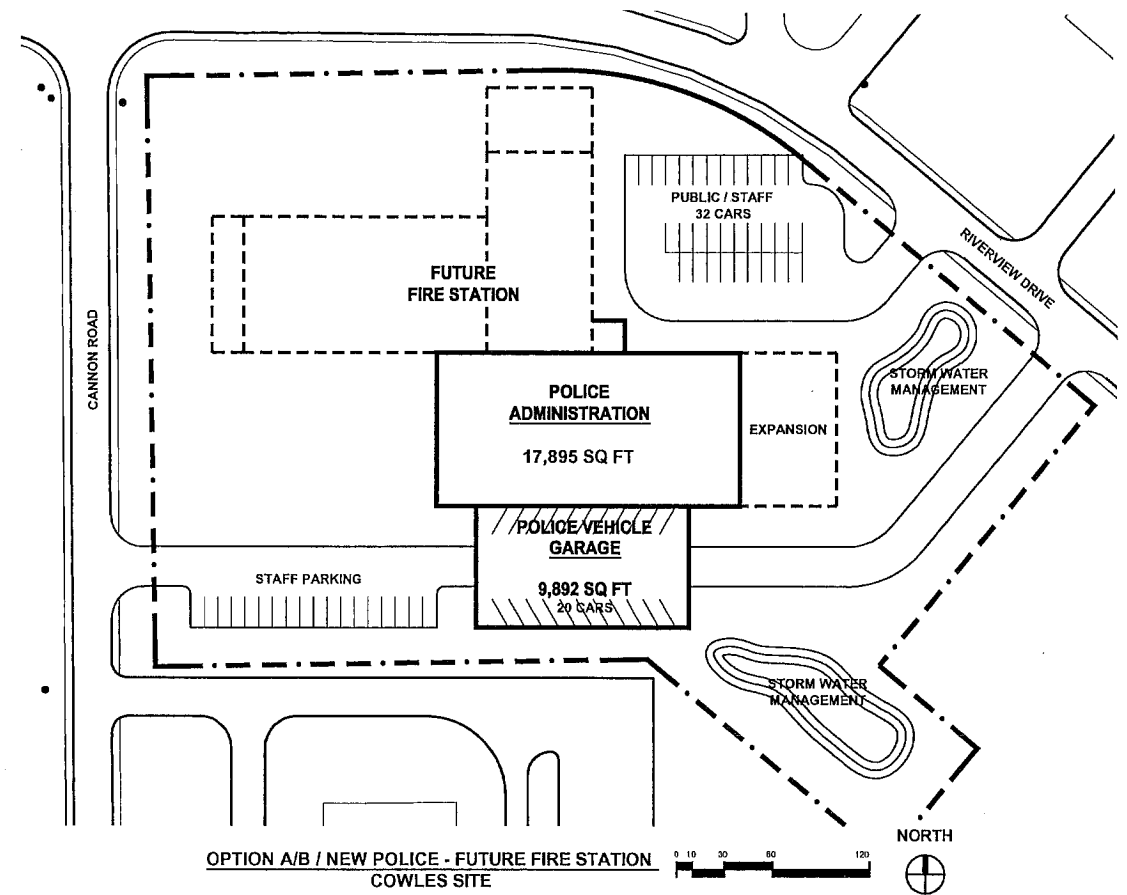 PUBLIC / STAFF
32 CARS
RIVERVIEW DRIVE
FUTURE
FIRE STATION
CANNON ROAD
STORM WATER
MANAGEMENT
POLICE
ADMINISTRATION
17,895 SQ FT
EXPANSION
POLICE VEHICLE
GARAGE
9,892 SQ FT
20 CARS
STAFF PARKING
STORM WATER
MANAGEMENT
NORTH
OPTION A/B / NEW POLICE - FUTURE FIRE STATION
COWLES SITE
0 10 30 60 120